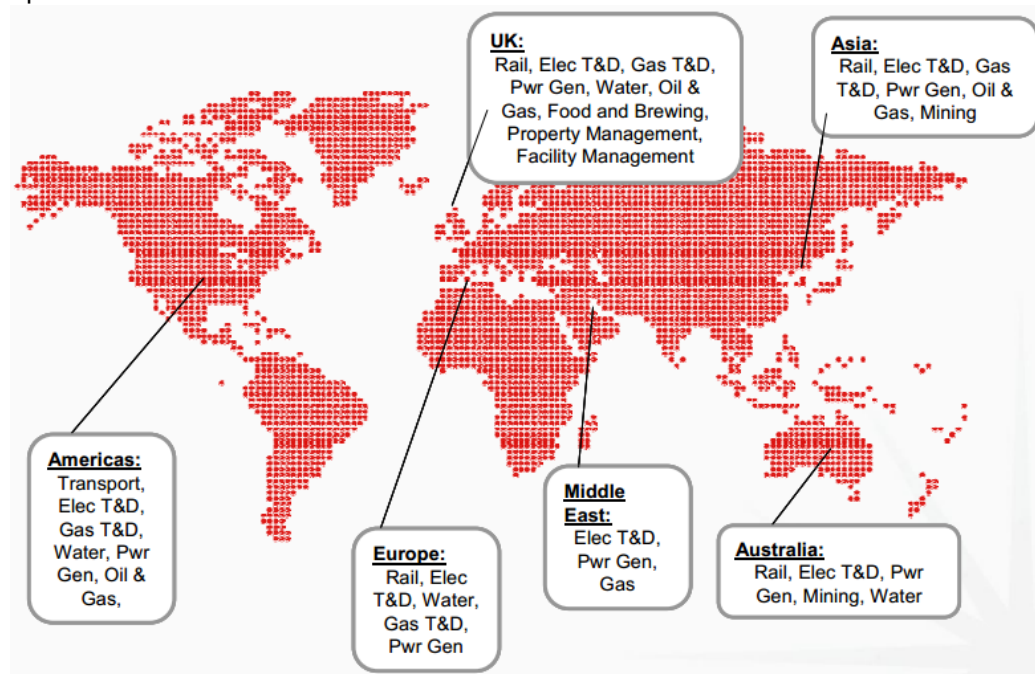 UK:
Rail, Elec T&D, Gas T&D,
Pwr Gen, Water, Oil &
Gas, Food and Brewing,
Property Management,
Facility Management
Asia:
Rail, Elec T&D, Gas
T&D, Pwr Gen, Oil &
Gas, Mining
Americas:
Transport,
Elec T&D,
Gas T&D,
Water, Pwr
Gen, Oil &
Gas,
Europe:
Rail, Elec
T&D, Water,
Gas T&D,
Pwr Gen
Middle
East:
Elec T&D,
Pwr Gen,
Gas
Australia:
Rail, Elec T&D, Pwr
Gen, Mining, Water